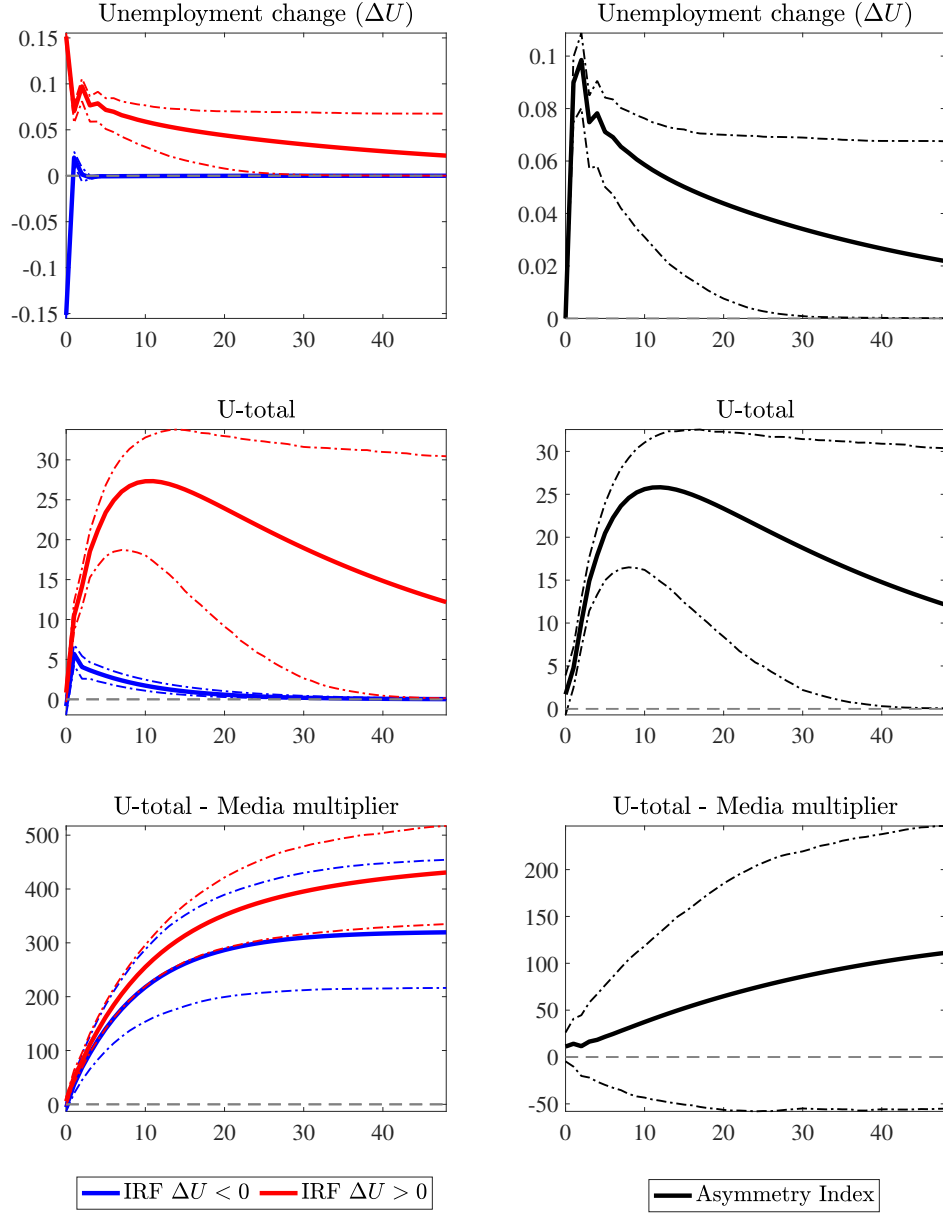 Unemployment change (ΔU)
0.15
0.1
0.05
0
-0.05
-0.1
-0.15
0 10 20 30 40
Unemployment change (ΔU)
0.1
0.08
0.06
0.04
0.02
0
0 10 20 30 40
U-total
30
25
20
15
10
5
0
0 10 20 30 40
U-total
30
25
20
15
10
5
0
0 10 20 30 40
U-total - Media multiplier
500
400
300
200
100
0
0 10 20 30 40
U-total - Media multiplier
200
150
100
50
0
-50
0 10 20 30 40
IRF ΔU < 0 IRF ΔU > 0
Asymmetry Index